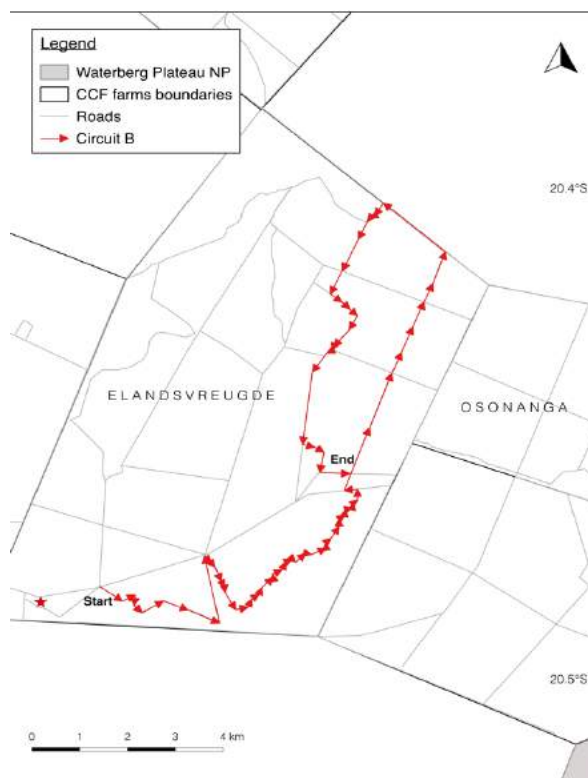 Legend
Waterberg Plateau NP
CCF farms boundaries
Roads
Circuit B
20.4°S
ELANDSVREUGDE
OSONANGA
End
Start
20.5°S
0 1 2 3 4 km